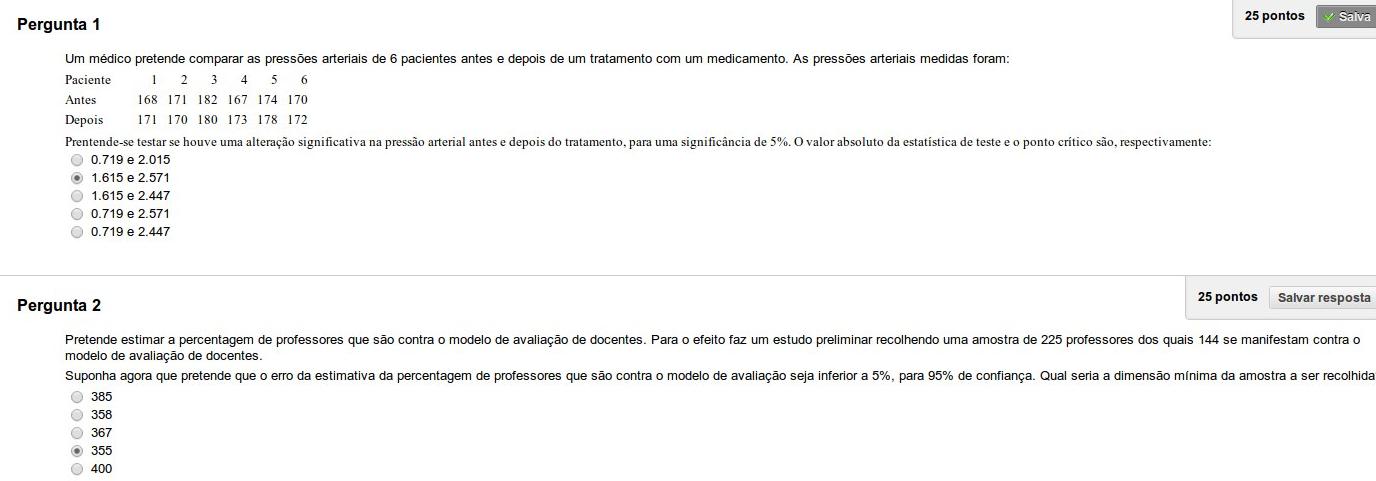 Pergunta 1
25 pontos
Salva
Um médico pretende comparar as pressões arteriais de 6 pacientes antes e depois de um tratamento com um medicamento. As pressões arteriais medidas foram:
Paciente 1 2 3 4 5 6
Antes 168 171 182 167 174 170
Depois 171 170 180 173 178 172
Prentende-se testar se houve uma alteração significativa na pressão arterial antes e depois do tratamento, para uma significância de 5%. O valor absoluto da estatística de teste e o ponto crítico são, respectivamente:
0.719 e 2.015
1.615 e 2.571
1.615 e 2.447
0.719 e 2.571
0.719 e 2.447
Pergunta 2
25 pontos
Salvar resposta
Pretende estimar a percentagem de professores que são contra o modelo de avaliação de docentes. Para o efeito faz um estudo preliminar recolhendo uma amostra de 225 professores dos quais 144 se manifestam contra o
modelo de avaliação de docentes.
Suponha agora que pretende que o erro da estimativa da percentagem de professores que são contra o modelo de avaliação seja inferior a 5%, para 95% de confiança. Qual seria a dimensão mínima da amostra a ser recolhida
385
358
367
355
400